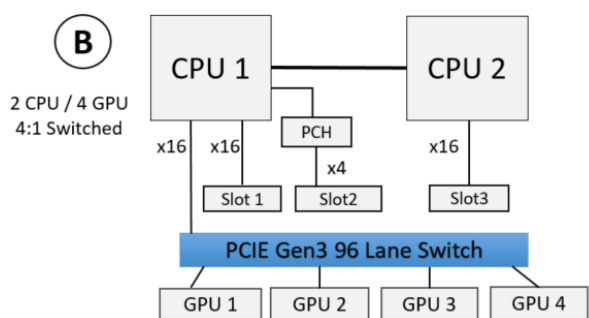 B
2 CPU / 4 GPU
4:1 Switched
CPU 1
CPU 2
PCH
x16
x16
x4
x16
Slot 1
Slot2
Slot3
PCIE Gen3 96 Lane Switch
GPU 1
GPU 2
GPU 3
GPU 4